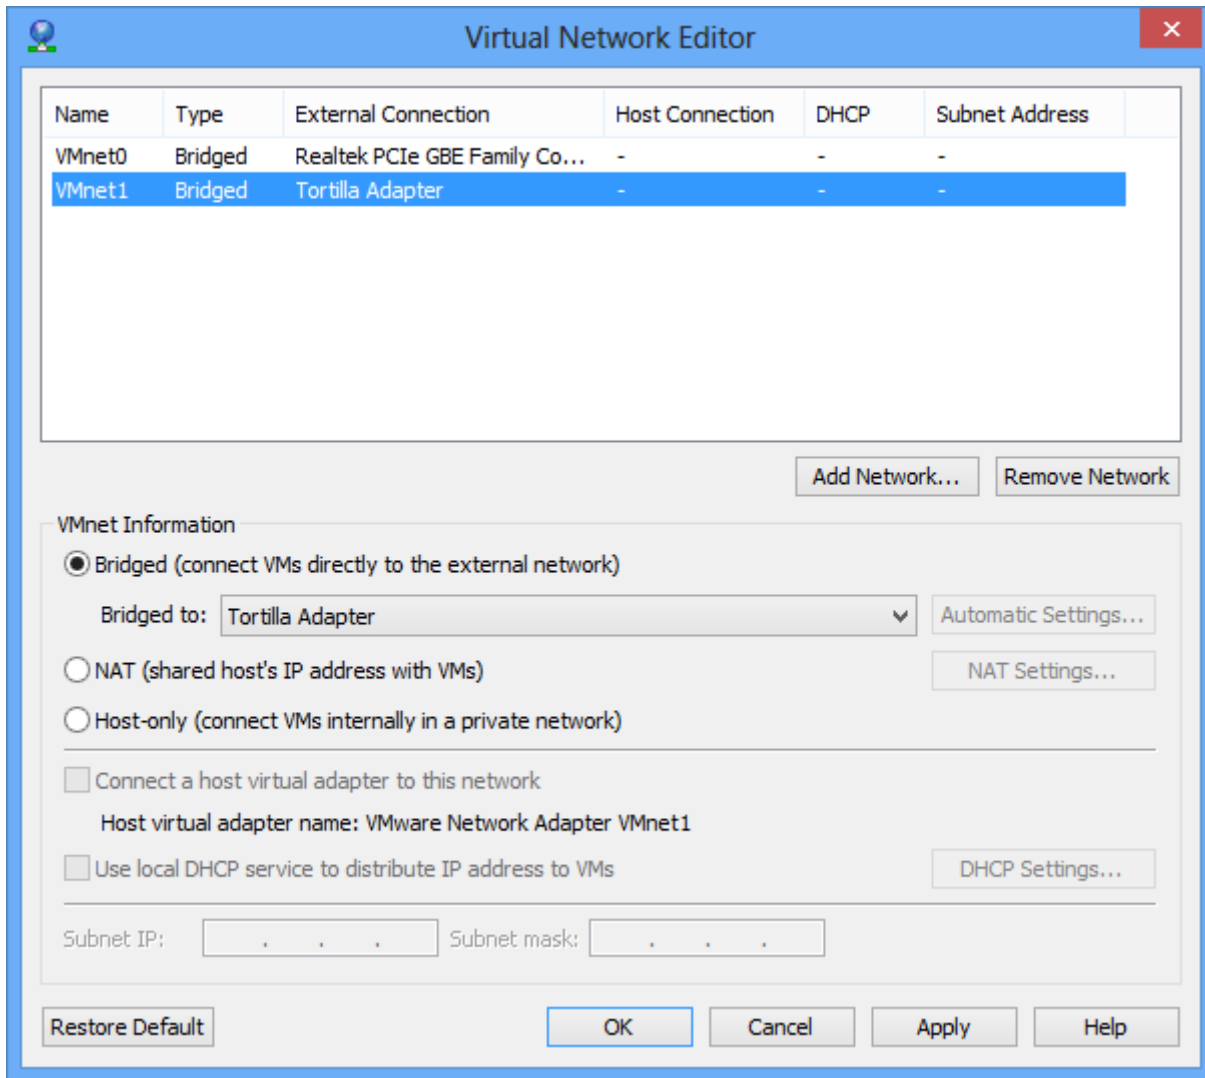 Virtual Network Editor
Name Type External Connection Host Connection DHCP Subnet Address
VMnet0 Bridged Realtek PCIe GBE Family Co... - - -
VMnet1 Bridged Tortilla Adapter - - -
Add Network... Remove Network
VMnet Information
Bridged (connect VMs directly to the external network)
Bridged to: Tortilla Adapter Automatic Settings...
NAT (shared host's IP address with VMs) NAT Settings...
Host-only (connect VMs internally in a private network)
Connect a host virtual adapter to this network
Host virtual adapter name: VMware Network Adapter VMnet1
Use local DHCP service to distribute IP address to VMs DHCP Settings...
Subnet IP: . . . Subnet mask: . . .
Restore Default OK Cancel Apply Help